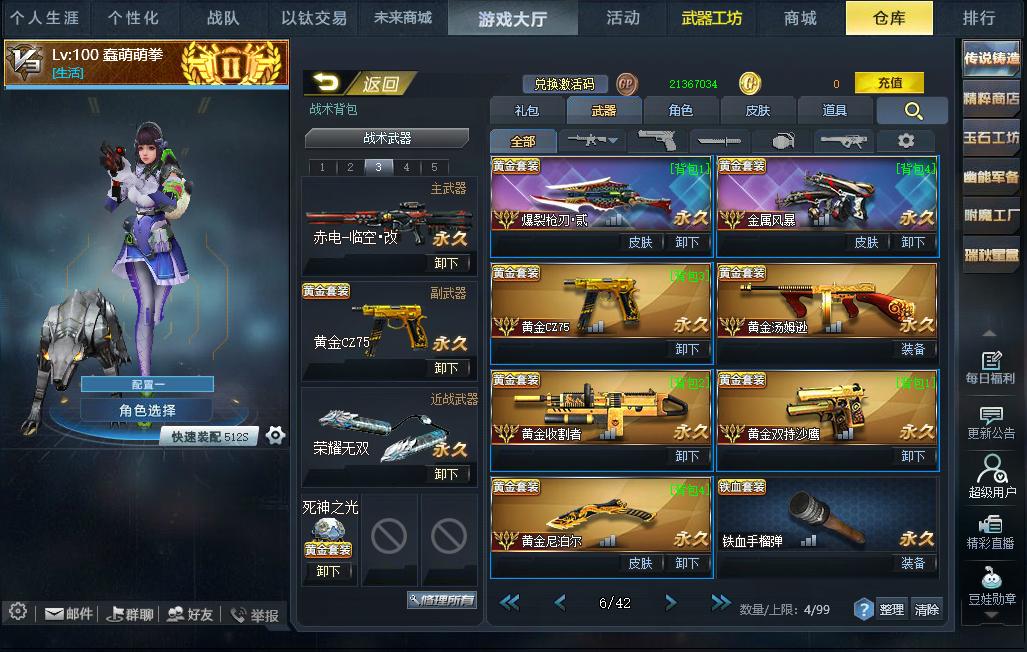 个人生涯 个性化 战队 以钛交易 未来商城 游戏大厅 活动 武器工坊 商城 仓库 排行
Lv:100 蠢萌萌拳
[生活]
II
配置一
角色选择
快速装配 512S
邮件 群聊 好友 举报
返回
战术背包
战术武器
1 2 3 4 5
主武器
赤电-临空·改
永久
卸下
黄金套装
副武器
黄金CZ75
永久
卸下
近战武器
荣耀无双
永久
卸下
死神之光
黄金套装
卸下
修理所有
兑换激活码 GP 21367034 0 充值
礼包 武器 角色 皮肤 道具
全部
黄金套装 [背包1]
爆裂枪刃·贰 永久
皮肤 卸下
黄金套装 [背包4]
金属风暴 永久
皮肤 卸下
黄金套装 [背包3]
黄金CZ75 永久
卸下
黄金套装
黄金汤姆逊 永久
装备
黄金套装 [背包2]
黄金收割者 永久
卸下
黄金套装 [背包1]
黄金双持沙鹰 永久
卸下
黄金套装 [背包4]
黄金尼泊尔 永久
皮肤 卸下
铁血套装
铁血手榴弹 永久
装备
6/42
数量/上限: 4/99
? 整理 清除
传说铸造
精粹商店
玉石工坊
幽能军备
附魔工厂
每日福利
更新公告
超级用户
精彩直播
豆娃勋章